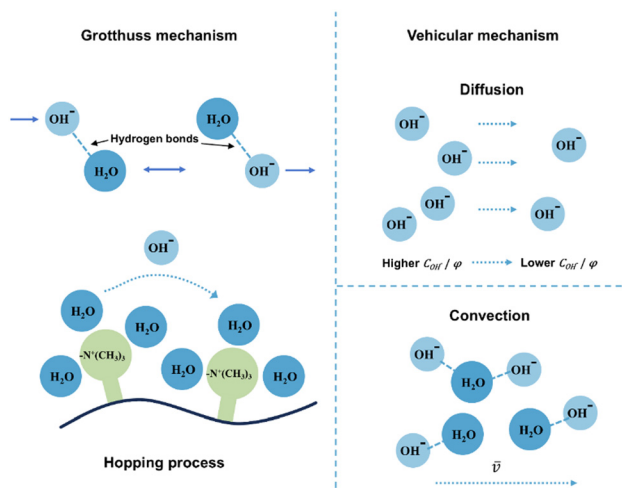 Grotthuss mechanism
OH⁻
H₂O
Hydrogen bonds
H₂O
OH⁻
OH⁻
H₂O
H₂O
H₂O
-N⁺(CH₃)₃
H₂O
H₂O
H₂O
-N⁺(CH₃)₃
H₂O
Hopping process
Vehicular mechanism
Diffusion
OH⁻
OH⁻
OH⁻
OH⁻
OH⁻
OH⁻
Higher C_OH⁻ / φ Lower C_OH⁻ / φ
Convection
OH⁻
H₂O
OH⁻
OH⁻
H₂O
H₂O
OH⁻
v̄